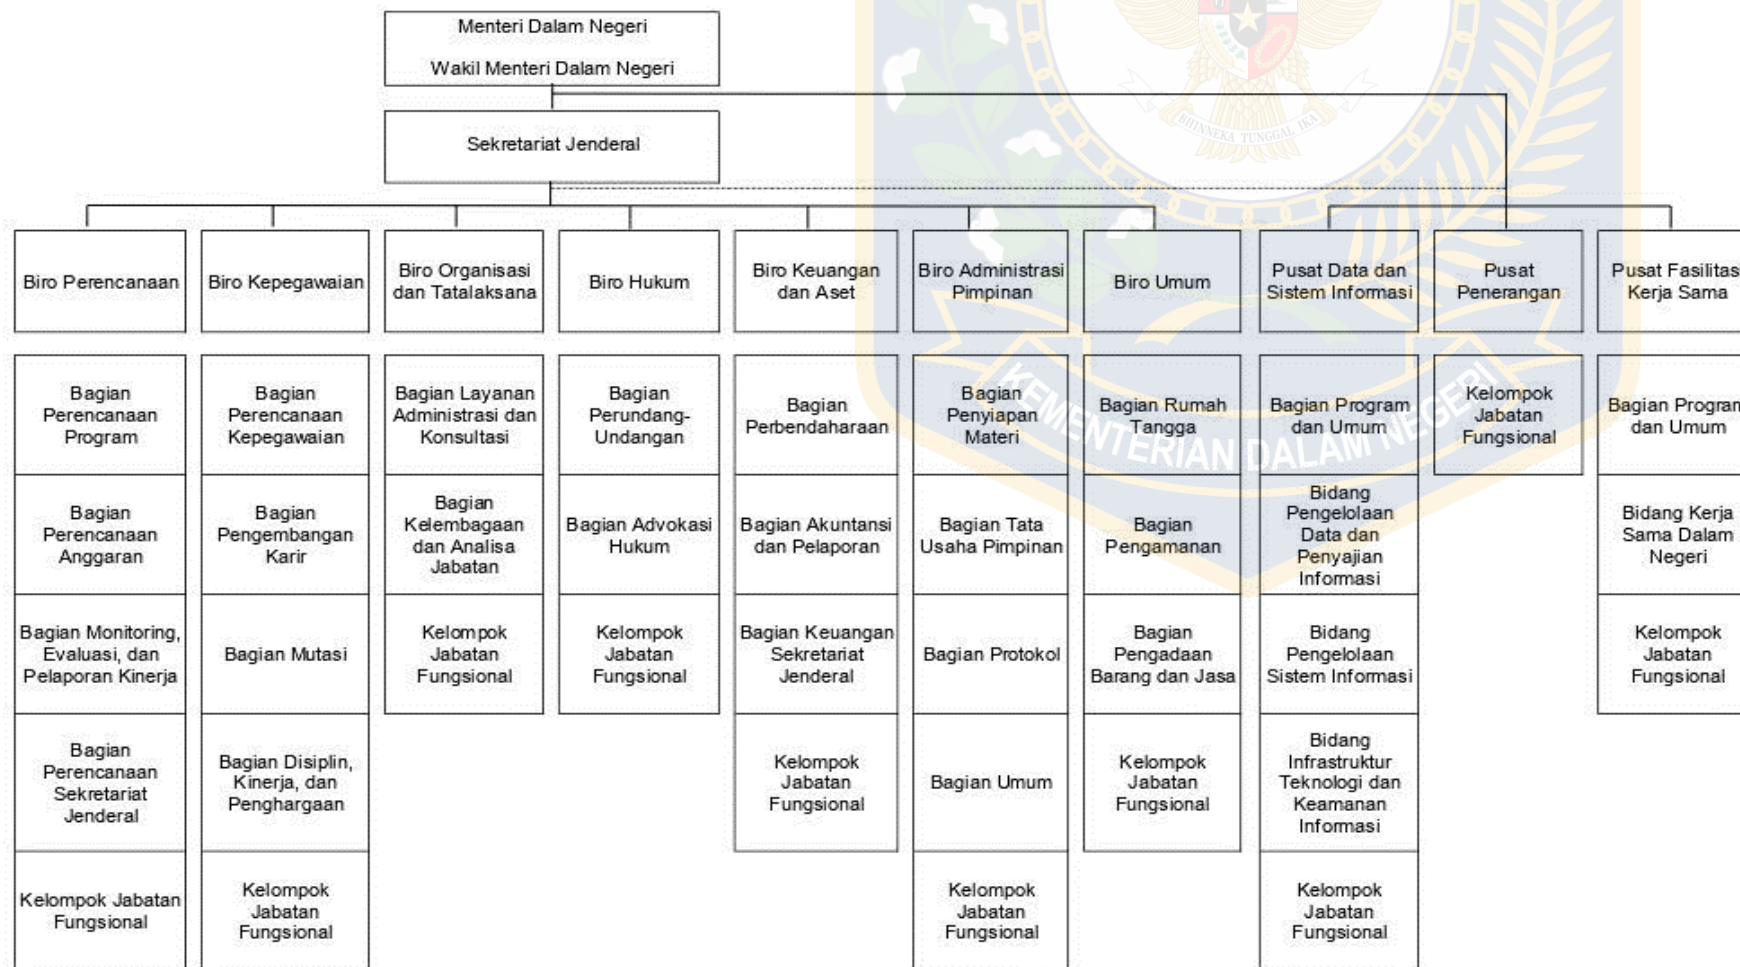 Menteri Dalam Negeri
Wakil Menteri Dalam Negeri
Sekretariat Jenderal
BHINNEKA TUNGGAL IKA
Biro Perencanaan
Biro Kepegawaian
Biro Organisasi
dan Tatalaksana
Biro Hukum
Biro Keuangan
dan Aset
Biro Administrasi
Pimpinan
Biro Umum
Pusat Data dan
Sistem Informasi
Pusat
Penerangan
Pusat Fasilitas
Kerja Sama
Bagian
Perencanaan
Program
Bagian
Perencanaan
Kepegawaian
Bagian Layanan
Administrasi dan
Konsultasi
Bagian
Perundang-
Undangan
Bagian
Perbendaharaan
Bagian
Penyiapan
Materi
Bagian Rumah
Tangga
Bagian Program
dan Umum
Kelompok
Jabatan
Fungsional
Bagian Program
dan Umum
KEMENTERIAN DALAM NEGERI
Bagian
Perencanaan
Anggaran
Bagian
Pengembangan
Karir
Bagian
Kelembagaan
dan Analisa
Jabatan
Bagian Advokasi
Hukum
Bagian Akuntansi
dan Pelaporan
Bagian Tata
Usaha Pimpinan
Bagian
Pengamanan
Bidang
Pengelolaan
Data dan
Penyajian
Informasi
Bidang Kerja
Sama Dalam
Negeri
Bagian Monitoring,
Evaluasi, dan
Pelaporan Kinerja
Bagian Mutasi
Kelompok
Jabatan
Fungsional
Kelompok
Jabatan
Fungsional
Bagian Keuangan
Sekretariat
Jenderal
Bagian Protokol
Bagian
Pengadaan
Barang dan Jasa
Bidang
Pengelolaan
Sistem Informasi
Kelompok
Jabatan
Fungsional
Bagian
Perencanaan
Sekretariat
Jenderal
Bagian Disiplin,
Kinerja, dan
Penghargaan
Kelompok
Jabatan
Fungsional
Bagian Umum
Kelompok
Jabatan
Fungsional
Bidang
Infrastruktur
Teknologi dan
Keamanan
Informasi
Kelompok Jabatan
Fungsional
Kelompok
Jabatan
Fungsional
Kelompok
Jabatan
Fungsional
Kelompok
Jabatan
Fungsional